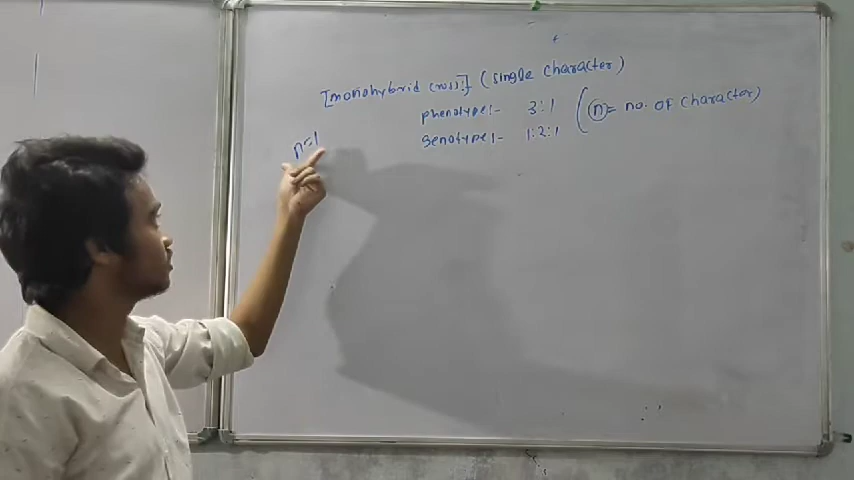 [monohybrid cross:-] (single character)
phenotype:- 3:1 (n = no. of character)
genotype:- 1:2:1
n=1